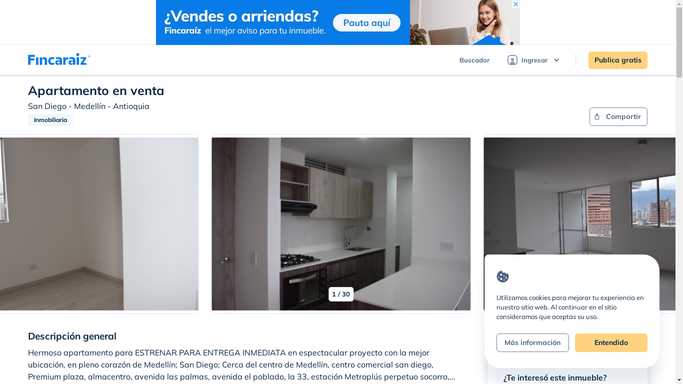 ¿Vendes o arriendas?
Fincaraíz el mejor aviso para tu inmueble.
Pauta aquí
Fincaraíz
Buscador
Ingresar
Publica gratis
Apartamento en venta
San Diego - Medellín - Antioquia
Inmobiliaria
Compartir
1 / 30
Utilizamos cookies para mejorar tu experiencia en
nuestro sitio web. Al continuar en el sitio
consideramos que aceptas su uso.
Más información
Entendido
Descripción general
Hermoso apartamento para ESTRENAR PARA ENTREGA INMEDIATA en espectacular proyecto con la mejor
ubicación, en pleno corazón de Medellín; San Diego; Cerca del centro de Medellín, centro comercial san diego,
Premium plaza, almacentro, avenida las palmas, avenida el poblado, la 33, estación Metroplús perpetuo socorro,...
¿Te interesó este inmueble?